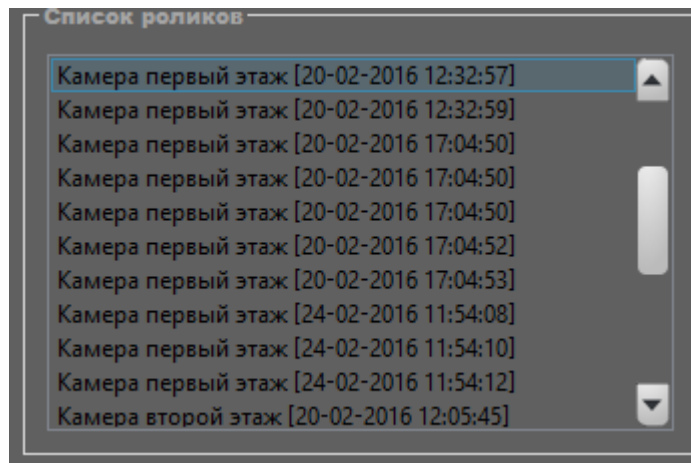 Список роликов
Камера первый этаж [20-02-2016 12:32:57]
Камера первый этаж [20-02-2016 12:32:59]
Камера первый этаж [20-02-2016 17:04:50]
Камера первый этаж [20-02-2016 17:04:50]
Камера первый этаж [20-02-2016 17:04:50]
Камера первый этаж [20-02-2016 17:04:52]
Камера первый этаж [20-02-2016 17:04:53]
Камера первый этаж [24-02-2016 11:54:08]
Камера первый этаж [24-02-2016 11:54:10]
Камера первый этаж [24-02-2016 11:54:12]
Камера второй этаж [20-02-2016 12:05:45]